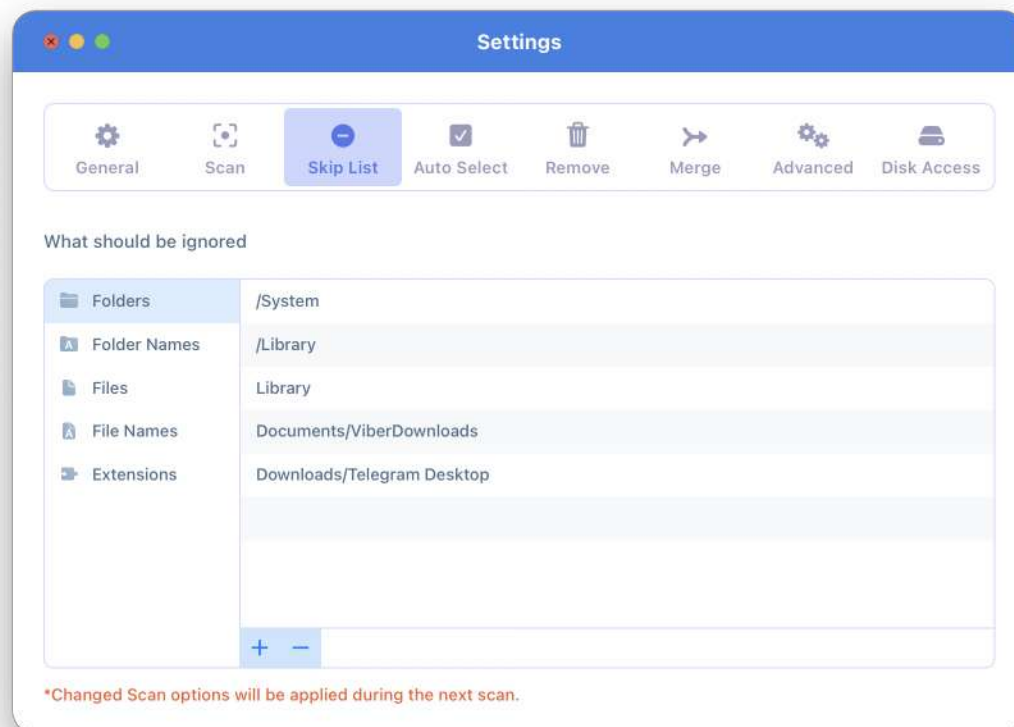 Settings
General Scan Skip List Auto Select Remove Merge Advanced Disk Access
What should be ignored
Folders /System
Folder Names /Library
Files Library
File Names Documents/ViberDownloads
Extensions Downloads/Telegram Desktop
+ −
*Changed Scan options will be applied during the next scan.